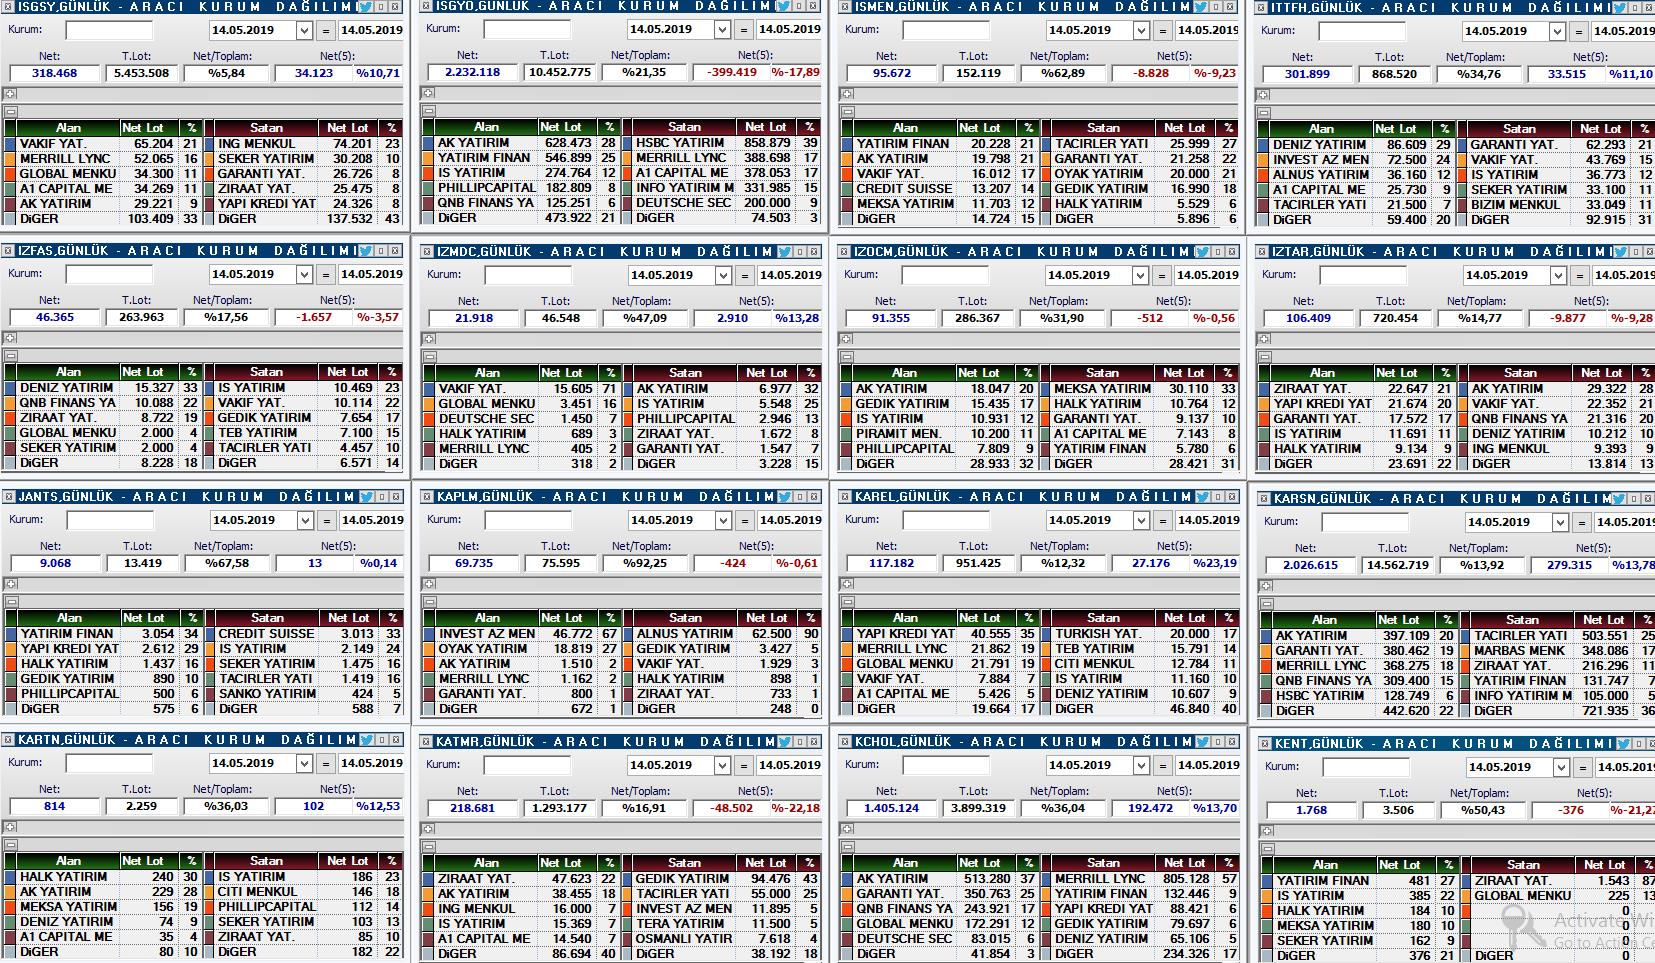 ISGSY,GÜNLÜK - ARACI KURUM DAĞILIMI
Kurum: 14.05.2019 = 14.05.2019
Net: T.Lot: Net/Toplam: Net(5):
318.468 5.453.508 %5,84 34.123 %10,71
Alan Net Lot % Satan Net Lot %
VAKIF YAT. 65.204 21 ING MENKUL 74.201 23
MERRILL LYNC 52.065 16 SEKER YATIRIM 30.208 10
GLOBAL MENKU 34.300 11 GARANTI YAT. 26.726 8
A1 CAPITAL ME 34.269 11 ZIRAAT YAT. 25.475 8
AK YATIRIM 29.221 9 YAPI KREDI YAT 24.326 8
DiGER 103.409 33 DiGER 137.532 43
ISGYO,GÜNLÜK - ARACI KURUM DAĞILIM
Kurum: 14.05.2019 = 14.05.2019
Net: T.Lot: Net/Toplam: Net(5):
2.232.118 10.452.775 %21,35 -399.419 %-17,89
Alan Net Lot % Satan Net Lot %
AK YATIRIM 628.473 28 HSBC YATIRIM 858.879 39
YATIRIM FINAN 546.899 25 MERRILL LYNC 388.698 17
IS YATIRIM 274.764 12 A1 CAPITAL ME 378.053 17
PHILLIPCAPITAL 182.809 8 INFO YATIRIM M 331.985 15
QNB FINANS YA 125.251 6 DEUTSCHE SEC 200.000 9
DiGER 473.922 21 DiGER 74.503 3
ISMEN,GÜNLÜK - ARACI KURUM DAĞILIM
Kurum: 14.05.2019 = 14.05.2019
Net: T.Lot: Net/Toplam: Net(5):
95.672 152.119 %62,89 -8.828 %-9,23
Alan Net Lot % Satan Net Lot %
YATIRIM FINAN 20.228 21 TACIRLER YATI 25.999 27
AK YATIRIM 19.798 21 GARANTI YAT. 21.258 22
VAKIF YAT. 16.012 17 OYAK YATIRIM 20.000 21
CREDIT SUISSE 13.207 14 GEDIK YATIRIM 16.990 18
MEKSA YATIRIM 11.703 12 HALK YATIRIM 5.529 6
DiGER 14.724 15 DiGER 5.896 6
ITTFH,GÜNLÜK - ARACI KURUM DAĞILIMI
Kurum: 14.05.2019 = 14.05.2019
Net: T.Lot: Net/Toplam: Net(5):
301.899 868.520 %34,76 33.515 %11,10
Alan Net Lot % Satan Net Lot %
DENIZ YATIRIM 86.609 29 GARANTI YAT. 62.293 21
INVEST AZ MEN 72.500 24 VAKIF YAT. 43.769 15
ALNUS YATIRIM 36.160 12 IS YATIRIM 36.773 12
A1 CAPITAL ME 25.730 9 SEKER YATIRIM 33.100 11
TACIRLER YATI 21.500 7 BIZIM MENKUL 33.049 11
DiGER 59.400 20 DiGER 92.915 31
IZFAS,GÜNLÜK - ARACI KURUM DAĞILIMI
Kurum: 14.05.2019 = 14.05.2019
Net: T.Lot: Net/Toplam: Net(5):
46.365 263.963 %17,56 -1.657 %-3,57
Alan Net Lot % Satan Net Lot %
DENIZ YATIRIM 15.327 33 IS YATIRIM 10.469 23
QNB FINANS YA 10.088 22 VAKIF YAT. 10.114 22
ZIRAAT YAT. 8.722 19 GEDIK YATIRIM 7.654 17
GLOBAL MENKU 2.000 4 TEB YATIRIM 7.100 15
SEKER YATIRIM 2.000 4 TACIRLER YATI 4.457 10
DiGER 8.228 18 DiGER 6.571 14
IZMDC,GÜNLÜK - ARACI KURUM DAĞILIM
Kurum: 14.05.2019 = 14.05.2019
Net: T.Lot: Net/Toplam: Net(5):
21.918 46.548 %47,09 2.910 %13,28
Alan Net Lot % Satan Net Lot %
VAKIF YAT. 15.605 71 AK YATIRIM 6.977 32
GLOBAL MENKU 3.451 16 IS YATIRIM 5.548 25
DEUTSCHE SEC 1.450 7 PHILLIPCAPITAL 2.946 13
HALK YATIRIM 689 3 ZIRAAT YAT. 1.672 8
MERRILL LYNC 405 2 GARANTI YAT. 1.547 7
DiGER 318 2 DiGER 3.228 15
IZOCM,GÜNLÜK - ARACI KURUM DAĞILIM
Kurum: 14.05.2019 = 14.05.2019
Net: T.Lot: Net/Toplam: Net(5):
91.355 286.367 %31,90 -512 %-0,56
Alan Net Lot % Satan Net Lot %
AK YATIRIM 18.047 20 MEKSA YATIRIM 30.110 33
GEDIK YATIRIM 15.435 17 HALK YATIRIM 10.764 12
IS YATIRIM 10.931 12 GARANTI YAT. 9.137 10
PIRAMIT MEN. 10.200 11 A1 CAPITAL ME 7.143 8
PHILLIPCAPITAL 7.809 9 YATIRIM FINAN 5.780 6
DiGER 28.933 32 DiGER 28.421 31
IZTAR,GÜNLÜK - ARACI KURUM DAĞILIMI
Kurum: 14.05.2019 = 14.05.2019
Net: T.Lot: Net/Toplam: Net(5):
106.409 720.454 %14,77 -9.877 %-9,28
Alan Net Lot % Satan Net Lot %
ZIRAAT YAT. 22.647 21 AK YATIRIM 29.322 28
YAPI KREDI YAT 21.674 20 VAKIF YAT. 22.352 21
GARANTI YAT. 17.572 17 QNB FINANS YA 21.316 20
IS YATIRIM 11.691 11 DENIZ YATIRIM 10.212 10
HALK YATIRIM 9.134 9 ING MENKUL 9.393 9
DiGER 23.691 22 DiGER 13.814 13
JANTS,GÜNLÜK - ARACI KURUM DAĞILIM
Kurum: 14.05.2019 = 14.05.2019
Net: T.Lot: Net/Toplam: Net(5):
9.068 13.419 %67,58 13 %0,14
Alan Net Lot % Satan Net Lot %
YATIRIM FINAN 3.054 34 CREDIT SUISSE 3.013 33
YAPI KREDI YAT 2.612 29 IS YATIRIM 2.149 24
HALK YATIRIM 1.437 16 SEKER YATIRIM 1.475 16
GEDIK YATIRIM 890 10 TACIRLER YATI 1.419 16
PHILLIPCAPITAL 500 6 SANKO YATIRIM 424 5
DiGER 575 6 DiGER 588 7
KAPLM,GÜNLÜK - ARACI KURUM DAĞILIM
Kurum: 14.05.2019 = 14.05.2019
Net: T.Lot: Net/Toplam: Net(5):
69.735 75.595 %92,25 -424 %-0,61
Alan Net Lot % Satan Net Lot %
INVEST AZ MEN 46.772 67 ALNUS YATIRIM 62.500 90
OYAK YATIRIM 18.819 27 GEDIK YATIRIM 3.427 5
AK YATIRIM 1.510 2 VAKIF YAT. 1.929 3
MERRILL LYNC 1.162 2 HALK YATIRIM 898 1
GARANTI YAT. 800 1 ZIRAAT YAT. 733 1
DiGER 672 1 DiGER 248 0
KAREL,GÜNLÜK - ARACI KURUM DAĞILIM
Kurum: 14.05.2019 = 14.05.2019
Net: T.Lot: Net/Toplam: Net(5):
117.182 951.425 %12,32 27.176 %23,19
Alan Net Lot % Satan Net Lot %
YAPI KREDI YAT 40.555 35 TURKISH YAT. 20.000 17
MERRILL LYNC 21.862 19 TEB YATIRIM 15.791 14
GLOBAL MENKU 21.791 19 CITI MENKUL 12.784 11
VAKIF YAT. 7.884 7 IS YATIRIM 11.160 10
A1 CAPITAL ME 5.426 5 DENIZ YATIRIM 10.607 9
DiGER 19.664 17 DiGER 46.840 40
KARSN,GÜNLÜK - ARACI KURUM DAĞILIM
Kurum: 14.05.2019 = 14.05.2019
Net: T.Lot: Net/Toplam: Net(5):
2.026.615 14.562.719 %13,92 279.315 %13,78
Alan Net Lot % Satan Net Lot %
AK YATIRIM 397.109 20 TACIRLER YATI 503.551 25
GARANTI YAT. 380.462 19 MARBAS MENK 348.086 17
MERRILL LYNC 368.275 18 ZIRAAT YAT. 216.296 11
QNB FINANS YA 309.400 15 YATIRIM FINAN 131.747 7
HSBC YATIRIM 128.749 6 INFO YATIRIM M 105.000 5
DiGER 442.620 22 DiGER 721.935 36
KARTN,GÜNLÜK - ARACI KURUM DAĞILIM
Kurum: 14.05.2019 = 14.05.2019
Net: T.Lot: Net/Toplam: Net(5):
814 2.259 %36,03 102 %12,53
Alan Net Lot % Satan Net Lot %
HALK YATIRIM 240 30 IS YATIRIM 186 23
AK YATIRIM 229 28 CITI MENKUL 146 18
MEKSA YATIRIM 156 19 PHILLIPCAPITAL 112 14
DENIZ YATIRIM 74 9 SEKER YATIRIM 103 13
A1 CAPITAL ME 35 4 ZIRAAT YAT. 85 10
DiGER 80 10 DiGER 182 22
KATMR,GÜNLÜK - ARACI KURUM DAĞILIM
Kurum: 14.05.2019 = 14.05.2019
Net: T.Lot: Net/Toplam: Net(5):
218.681 1.293.177 %16,91 -48.502 %-22,18
Alan Net Lot % Satan Net Lot %
ZIRAAT YAT. 47.623 22 GEDIK YATIRIM 94.476 43
AK YATIRIM 38.455 18 TACIRLER YATI 55.000 25
ING MENKUL 16.000 7 INVEST AZ MEN 11.895 5
IS YATIRIM 15.369 7 TERA YATIRIM 11.500 5
A1 CAPITAL ME 14.540 7 OSMANLI YATIR 7.618 4
DiGER 86.694 40 DiGER 38.192 18
KCHOL,GÜNLÜK - ARACI KURUM DAĞILIM
Kurum: 14.05.2019 = 14.05.2019
Net: T.Lot: Net/Toplam: Net(5):
1.405.124 3.899.319 %36,04 192.472 %13,70
Alan Net Lot % Satan Net Lot %
AK YATIRIM 513.280 37 MERRILL LYNC 805.128 57
GARANTI YAT. 350.763 25 YATIRIM FINAN 132.446 9
QNB FINANS YA 243.921 17 YAPI KREDI YAT 88.421 6
GLOBAL MENKU 172.291 12 GEDIK YATIRIM 79.697 6
DEUTSCHE SEC 83.015 6 DENIZ YATIRIM 65.106 5
DiGER 41.854 3 DiGER 234.326 17
KENT,GÜNLÜK - ARACI KURUM DAĞILIMI
Kurum: 14.05.2019 = 14.05.2019
Net: T.Lot: Net/Toplam: Net(5):
1.768 3.506 %50,43 -376 %-21,27
Alan Net Lot % Satan Net Lot %
YATIRIM FINAN 481 27 ZIRAAT YAT. 1.543 87
IS YATIRIM 385 22 GLOBAL MENKU 225 13
HALK YATIRIM 184 10 0
MEKSA YATIRIM 180 10 0
SEKER YATIRIM 162 9 0
DiGER 376 21 DiGER 0
Activate Wi
Go to Action Ce